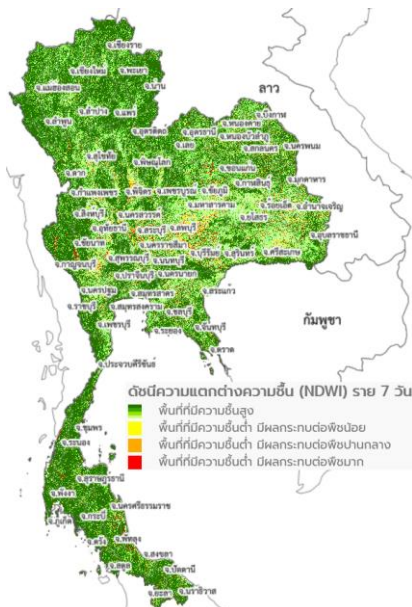 จ.เชียงราย
จ.เชียงใหม่ จ.พะเยา
จ.แม่ฮ่องสอน จ.น่าน
จ.ลำปาง จ.แพร่
จ.ลำพูน
จ.อุตรดิตถ์
ลาว
จ.บึงกาฬ
จ.หนองคาย
จ.อุดรธานี จ.หนองบัวลำภู
จ.เลย จ.สกลนคร จ.นครพนม
จ.สุโขทัย
จ.พิษณุโลก
จ.ตาก
จ.ขอนแก่น
จ.กาฬสินธุ์ จ.มุกดาหาร
จ.กำแพงเพชร จ.พิจิตร จ.เพชรบูรณ์ จ.ชัยภูมิ
จ.มหาสารคาม จ.ร้อยเอ็ด จ.อำนาจเจริญ
จ.ยโสธร
จ.สิงห์บุรี จ.นครสวรรค์
จ.อุทัยธานี จ.สระบุรี จ.ลพบุรี
จ.อุบลราชธานี
จ.ชัยนาท จ.นครราชสีมา
จ.บุรีรัมย์ จ.สุรินทร์ จ.ศรีสะเกษ
จ.กาญจนบุรี จ.สุพรรณบุรี จ.นนทบุรี
จ.ปราจีนบุรี จ.นครนายก
จ.สระแก้ว
จ.นครปฐม จ.สมุทรสาคร
จ.ราชบุรี จ.สมุทรสงคราม
จ.ชลบุรี
จ.เพชรบุรี
จ.ระยอง จ.จันทบุรี
จ.ตราด
กัมพูชา
จ.ประจวบคีรีขันธ์
ดัชนีความแตกต่างความชื้น (NDWI) ราย 7 วัน
พื้นที่ที่มีความชื้นสูง
พื้นที่ที่มีความชื้นต่ำ มีผลกระทบต่อพืชน้อย
พื้นที่ที่มีความชื้นต่ำ มีผลกระทบต่อพืชปานกลาง
พื้นที่ที่มีความชื้นต่ำ มีผลกระทบต่อพืชมาก
จ.ชุมพร
จ.ระนอง
จ.สุราษฎร์ธานี
จ.พังงา
จ.นครศรีธรรมราช
จ.ภูเก็ต จ.กระบี่
จ.ตรัง จ.พัทลุง
จ.สงขลา
จ.สตูล
จ.ปัตตานี
จ.ยะลา จ.นราธิวาส